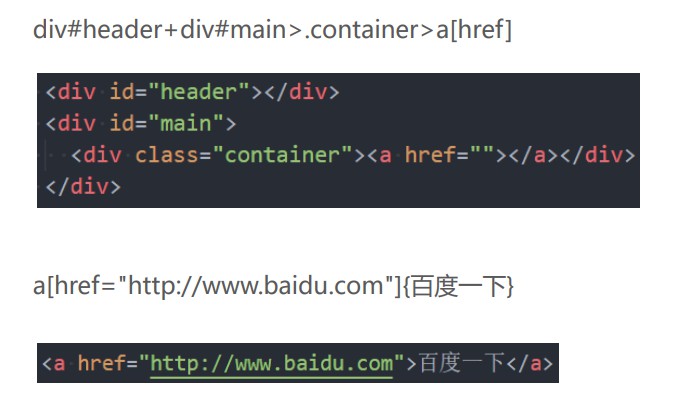 div#header+div#main>.container>a[href]
<div id="header"></div>
<div id="main">
<div class="container"><a href=""></a></div>
</div>
a[href="http://www.baidu.com"]{百度一下}
<a href="http://www.baidu.com">百度一下</a>